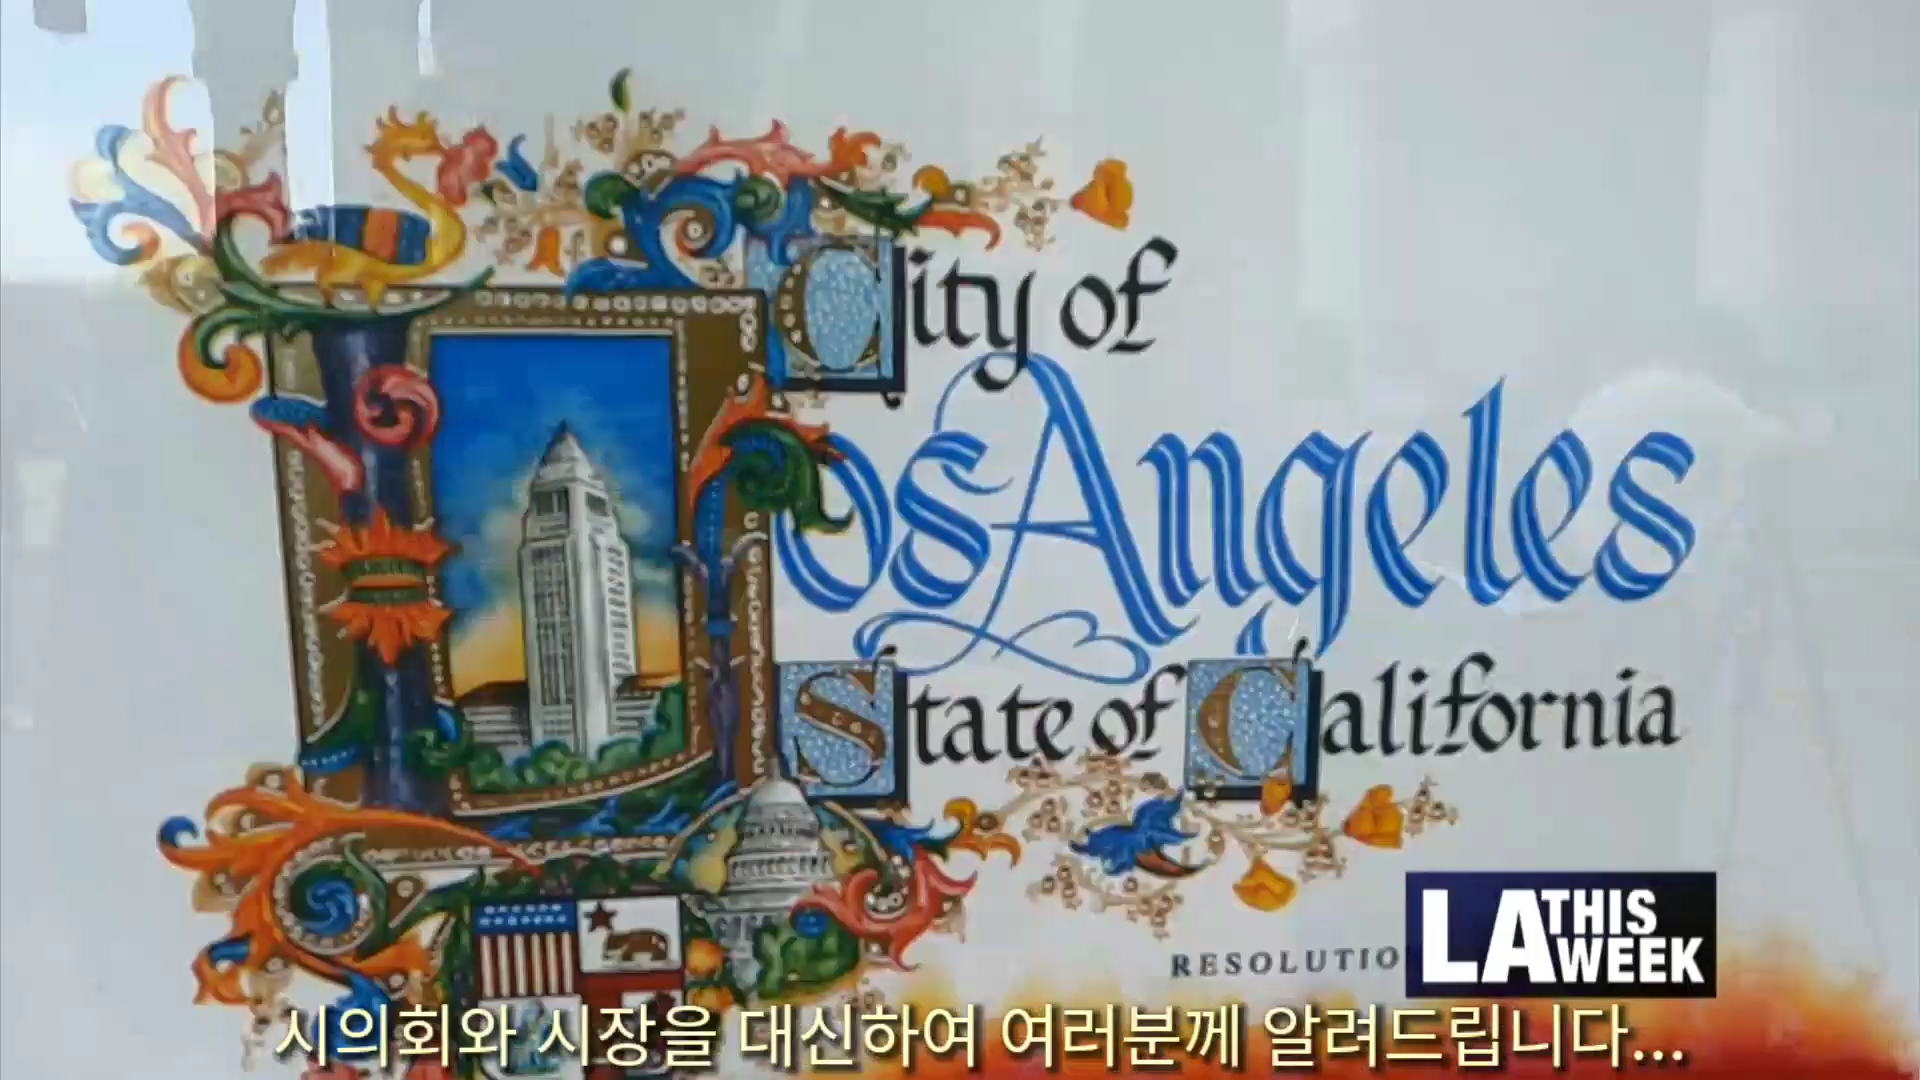 City of
Los Angeles
State of California
RESOLUTIO
LA THIS WEEK
시의회와 시장을 대신하여 여러분께 알려드립니다...